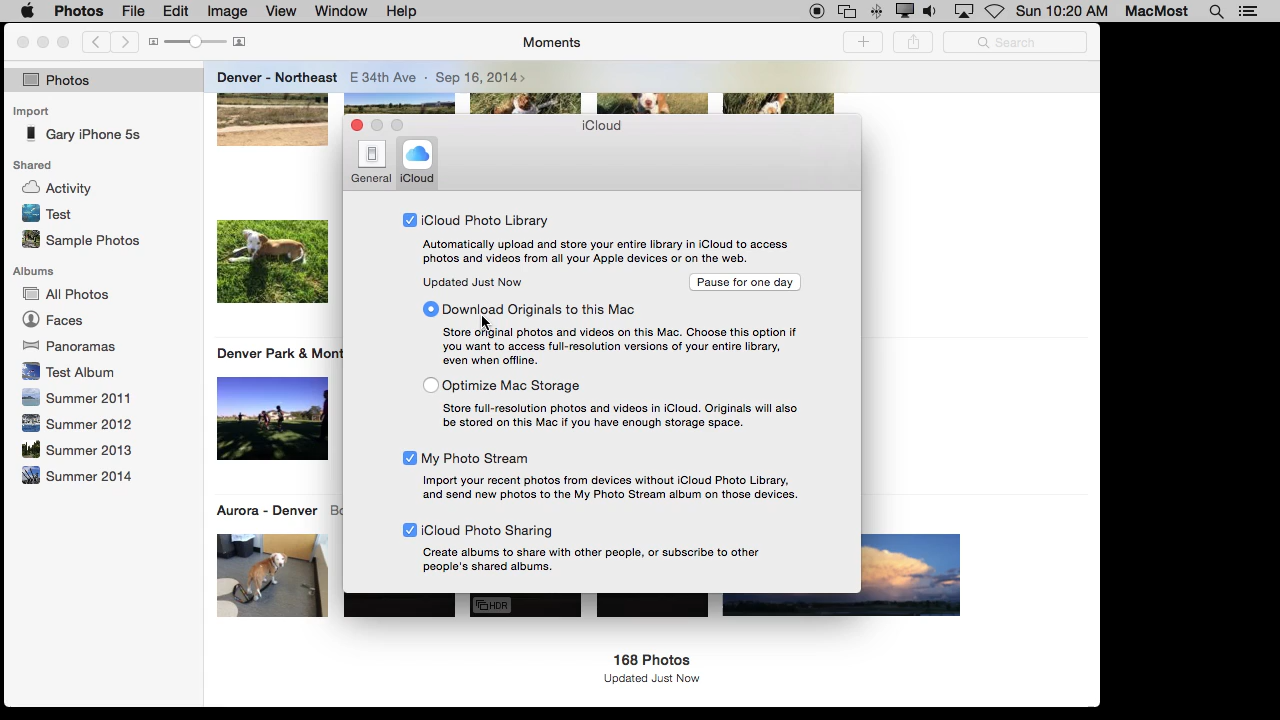 Photos File Edit Image View Window Help Sun 10:20 AM MacMost
Moments
Search
Photos
Import
Gary iPhone 5s
Shared
Activity
Test
Sample Photos
Albums
All Photos
Faces
Panoramas
Test Album
Summer 2011
Summer 2012
Summer 2013
Summer 2014
Denver - Northeast E 34th Ave · Sep 16, 2014 >
iCloud
General iCloud
iCloud Photo Library
Automatically upload and store your entire library in iCloud to access
photos and videos from all your Apple devices or on the web.
Updated Just Now Pause for one day
Download Originals to this Mac
Store original photos and videos on this Mac. Choose this option if
you want to access full-resolution versions of your entire library,
even when offline.
Optimize Mac Storage
Store full-resolution photos and videos in iCloud. Originals will also
be stored on this Mac if you have enough storage space.
My Photo Stream
Import your recent photos from devices without iCloud Photo Library,
and send new photos to the My Photo Stream album on those devices.
iCloud Photo Sharing
Create albums to share with other people, or subscribe to other
people's shared albums.
Denver Park & Mont
Aurora - Denver
HDR
168 Photos
Updated Just Now